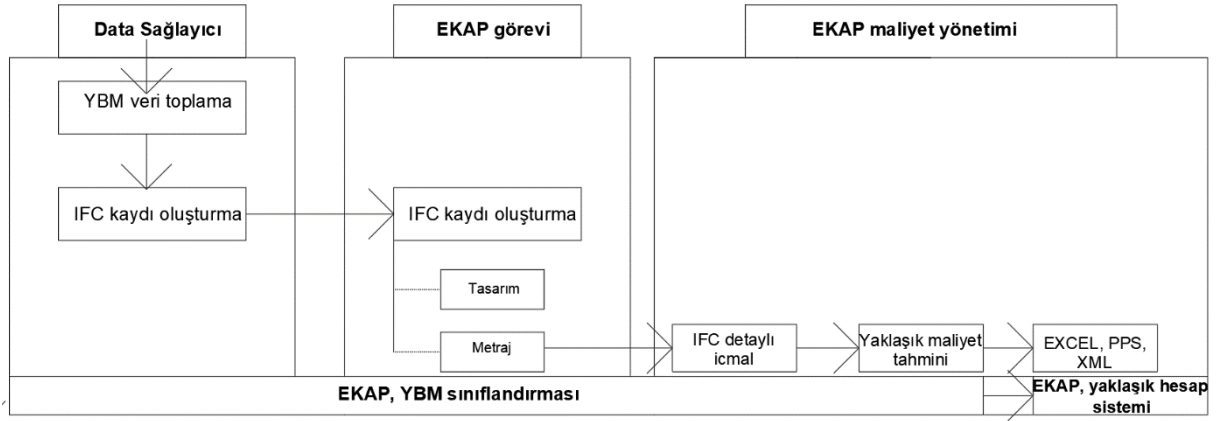 Data Sağlayıcı
EKAP görevi
EKAP maliyet yönetimi
YBM veri toplama
IFC kaydı oluşturma
IFC kaydı oluşturma
Tasarım
Metraj
IFC detaylı
icmal
Yaklaşık maliyet
tahmini
EXCEL, PPS,
XML
EKAP, YBM sınıflandırması
EKAP, yaklaşık hesap
sistemi